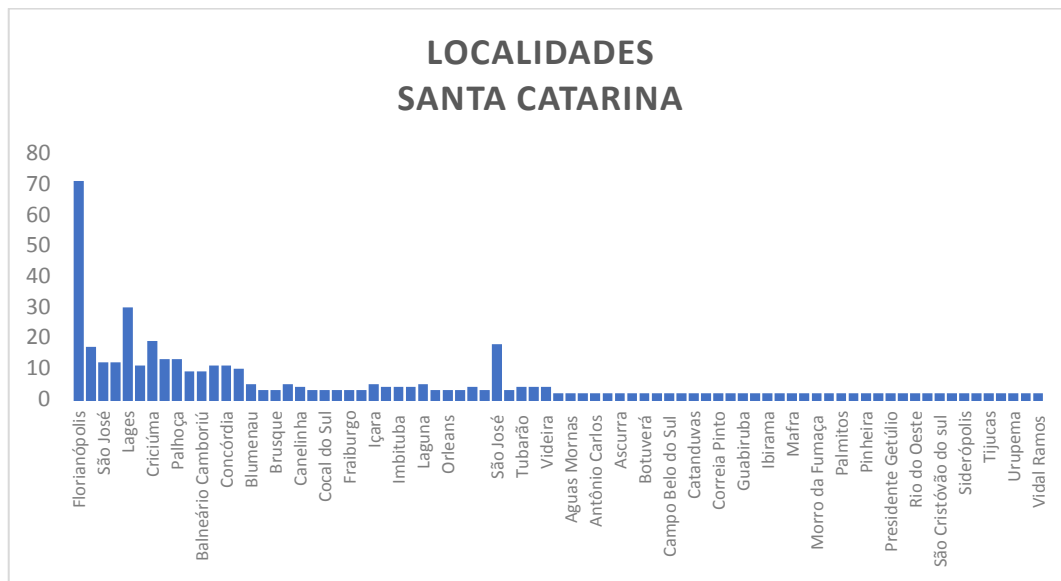 LOCALIDADES
SANTA CATARINA
80
70
60
50
40
30
20
10
0
Florianópolis
São José
Lages
Criciúma
Palhoça
Balneário Camboriú
Concórdia
Blumenau
Brusque
Canelinha
Cocal do Sul
Fraiburgo
Içara
Imbituba
Laguna
Orleans
São José
Tubarão
Videira
Aguas Mornas
Antônio Carlos
Ascurra
Botuverá
Campo Belo do Sul
Catanduvas
Correia Pinto
Guabiruba
Ibirama
Mafra
Morro da Fumaça
Palmitos
Pinheira
Presidente Getúlio
Rio do Oeste
São Cristóvão do sul
Siderópolis
Tijucas
Urupema
Vidal Ramos